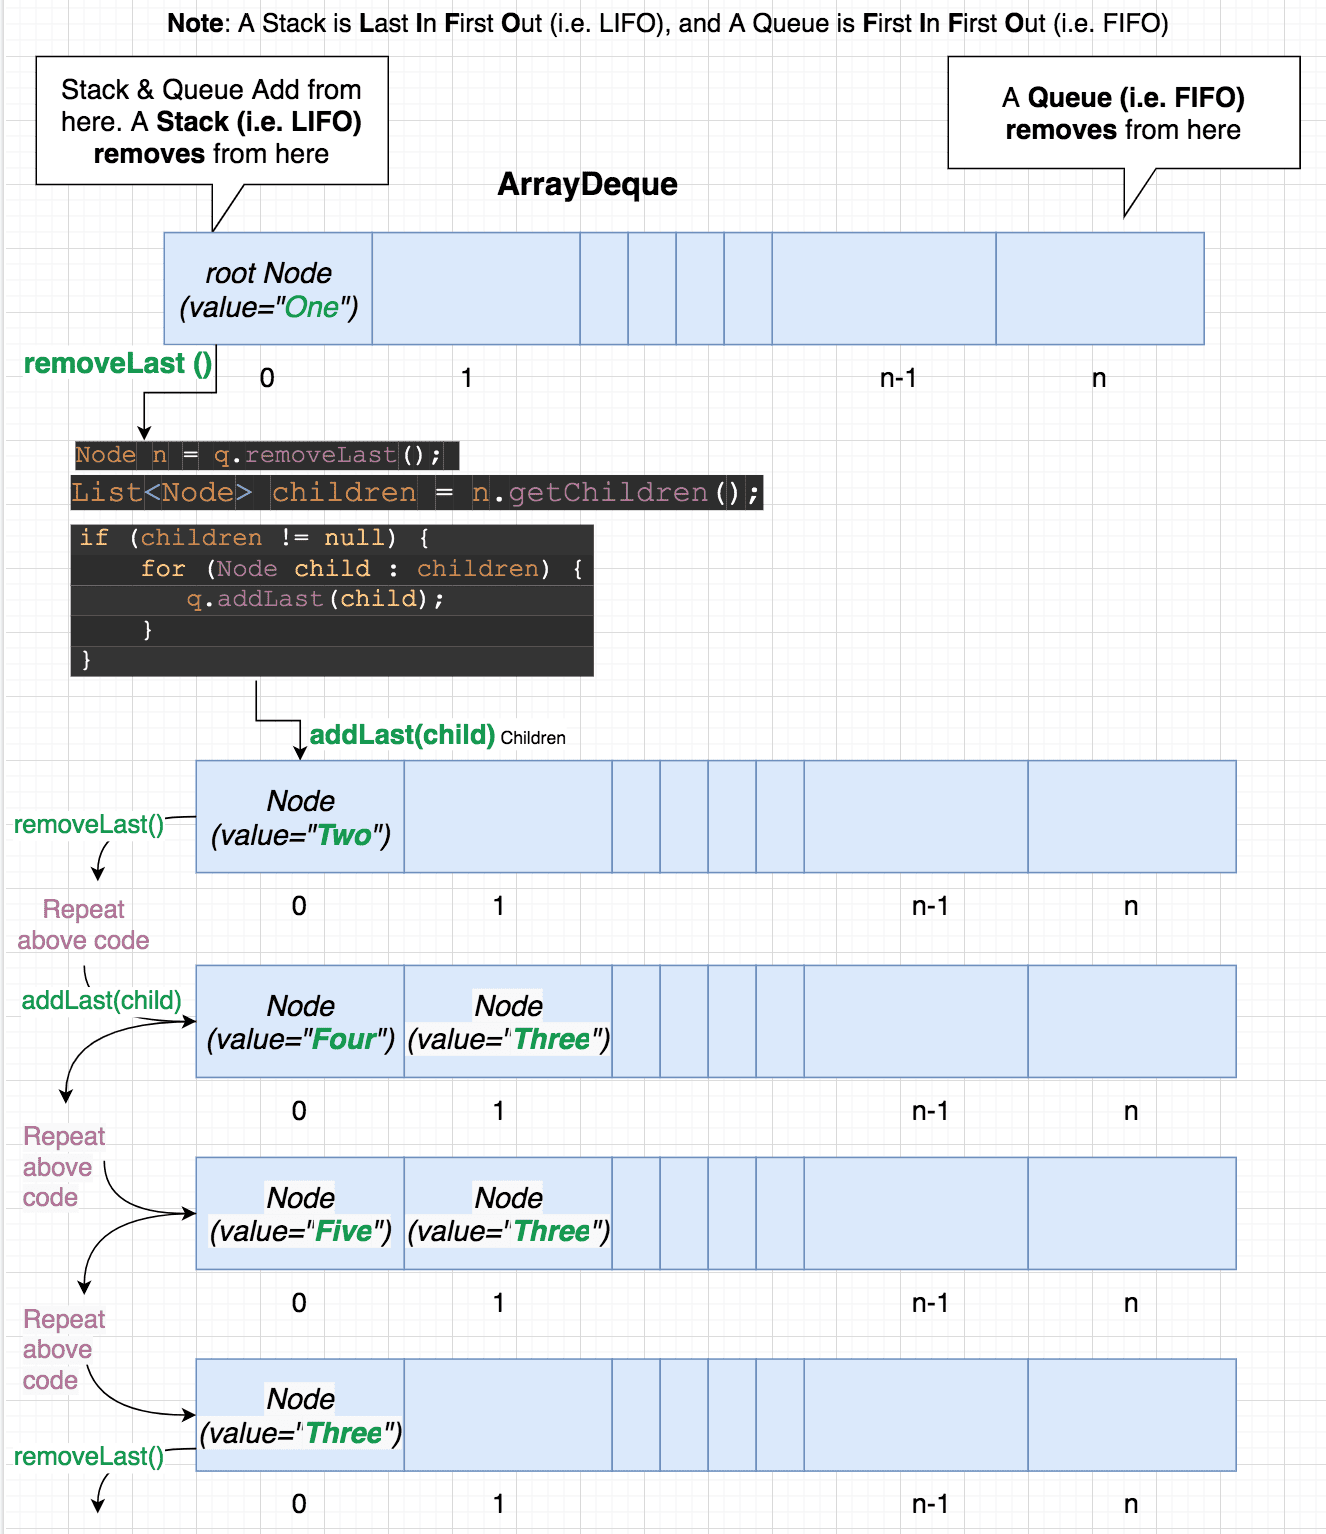 Note: A Stack is Last In First Out (i.e. LIFO), and A Queue is First In First Out (i.e. FIFO)
Stack & Queue Add from
here. A Stack (i.e. LIFO)
removes from here
A Queue (i.e. FIFO)
removes from here
ArrayDeque
root Node
(value="One")
removeLast ()
0 1 n-1 n
Node n = q.removeLast();
List<Node> children = n.getChildren();
if (children != null) {
for (Node child : children) {
q.addLast(child);
}
}
addLast(child) Children
Node
(value="Two")
removeLast()
0 1 n-1 n
Repeat
above code
addLast(child)
Node
(value="Four")
Node
(value="Three")
0 1 n-1 n
Repeat
above
code
Node
(value="Five")
Node
(value="Three")
0 1 n-1 n
Repeat
above
code
Node
(value="Three")
removeLast()
0 1 n-1 n